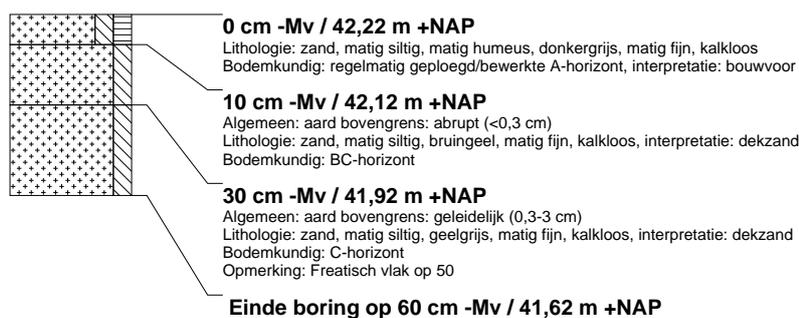 0 cm -Mv / 42,22 m +NAP
Lithologie: zand, matig siltig, matig humeus, donkergrijs, matig fijn, kalkloos
Bodemkundig: regelmatig geploegd/bewerkte A-horizont, interpretatie: bouwvoor
10 cm -Mv / 42,12 m +NAP
Algemeen: aard bovengrens: abrupt (<0,3 cm)
Lithologie: zand, matig siltig, bruingeel, matig fijn, kalkloos, interpretatie: dekzand
Bodemkundig: BC-horizont
30 cm -Mv / 41,92 m +NAP
Algemeen: aard bovengrens: geleidelijk (0,3-3 cm)
Lithologie: zand, matig siltig, geelgrijs, matig fijn, kalkloos, interpretatie: dekzand
Bodemkundig: C-horizont
Opmerking: Freatisch vlak op 50
Einde boring op 60 cm -Mv / 41,62 m +NAP